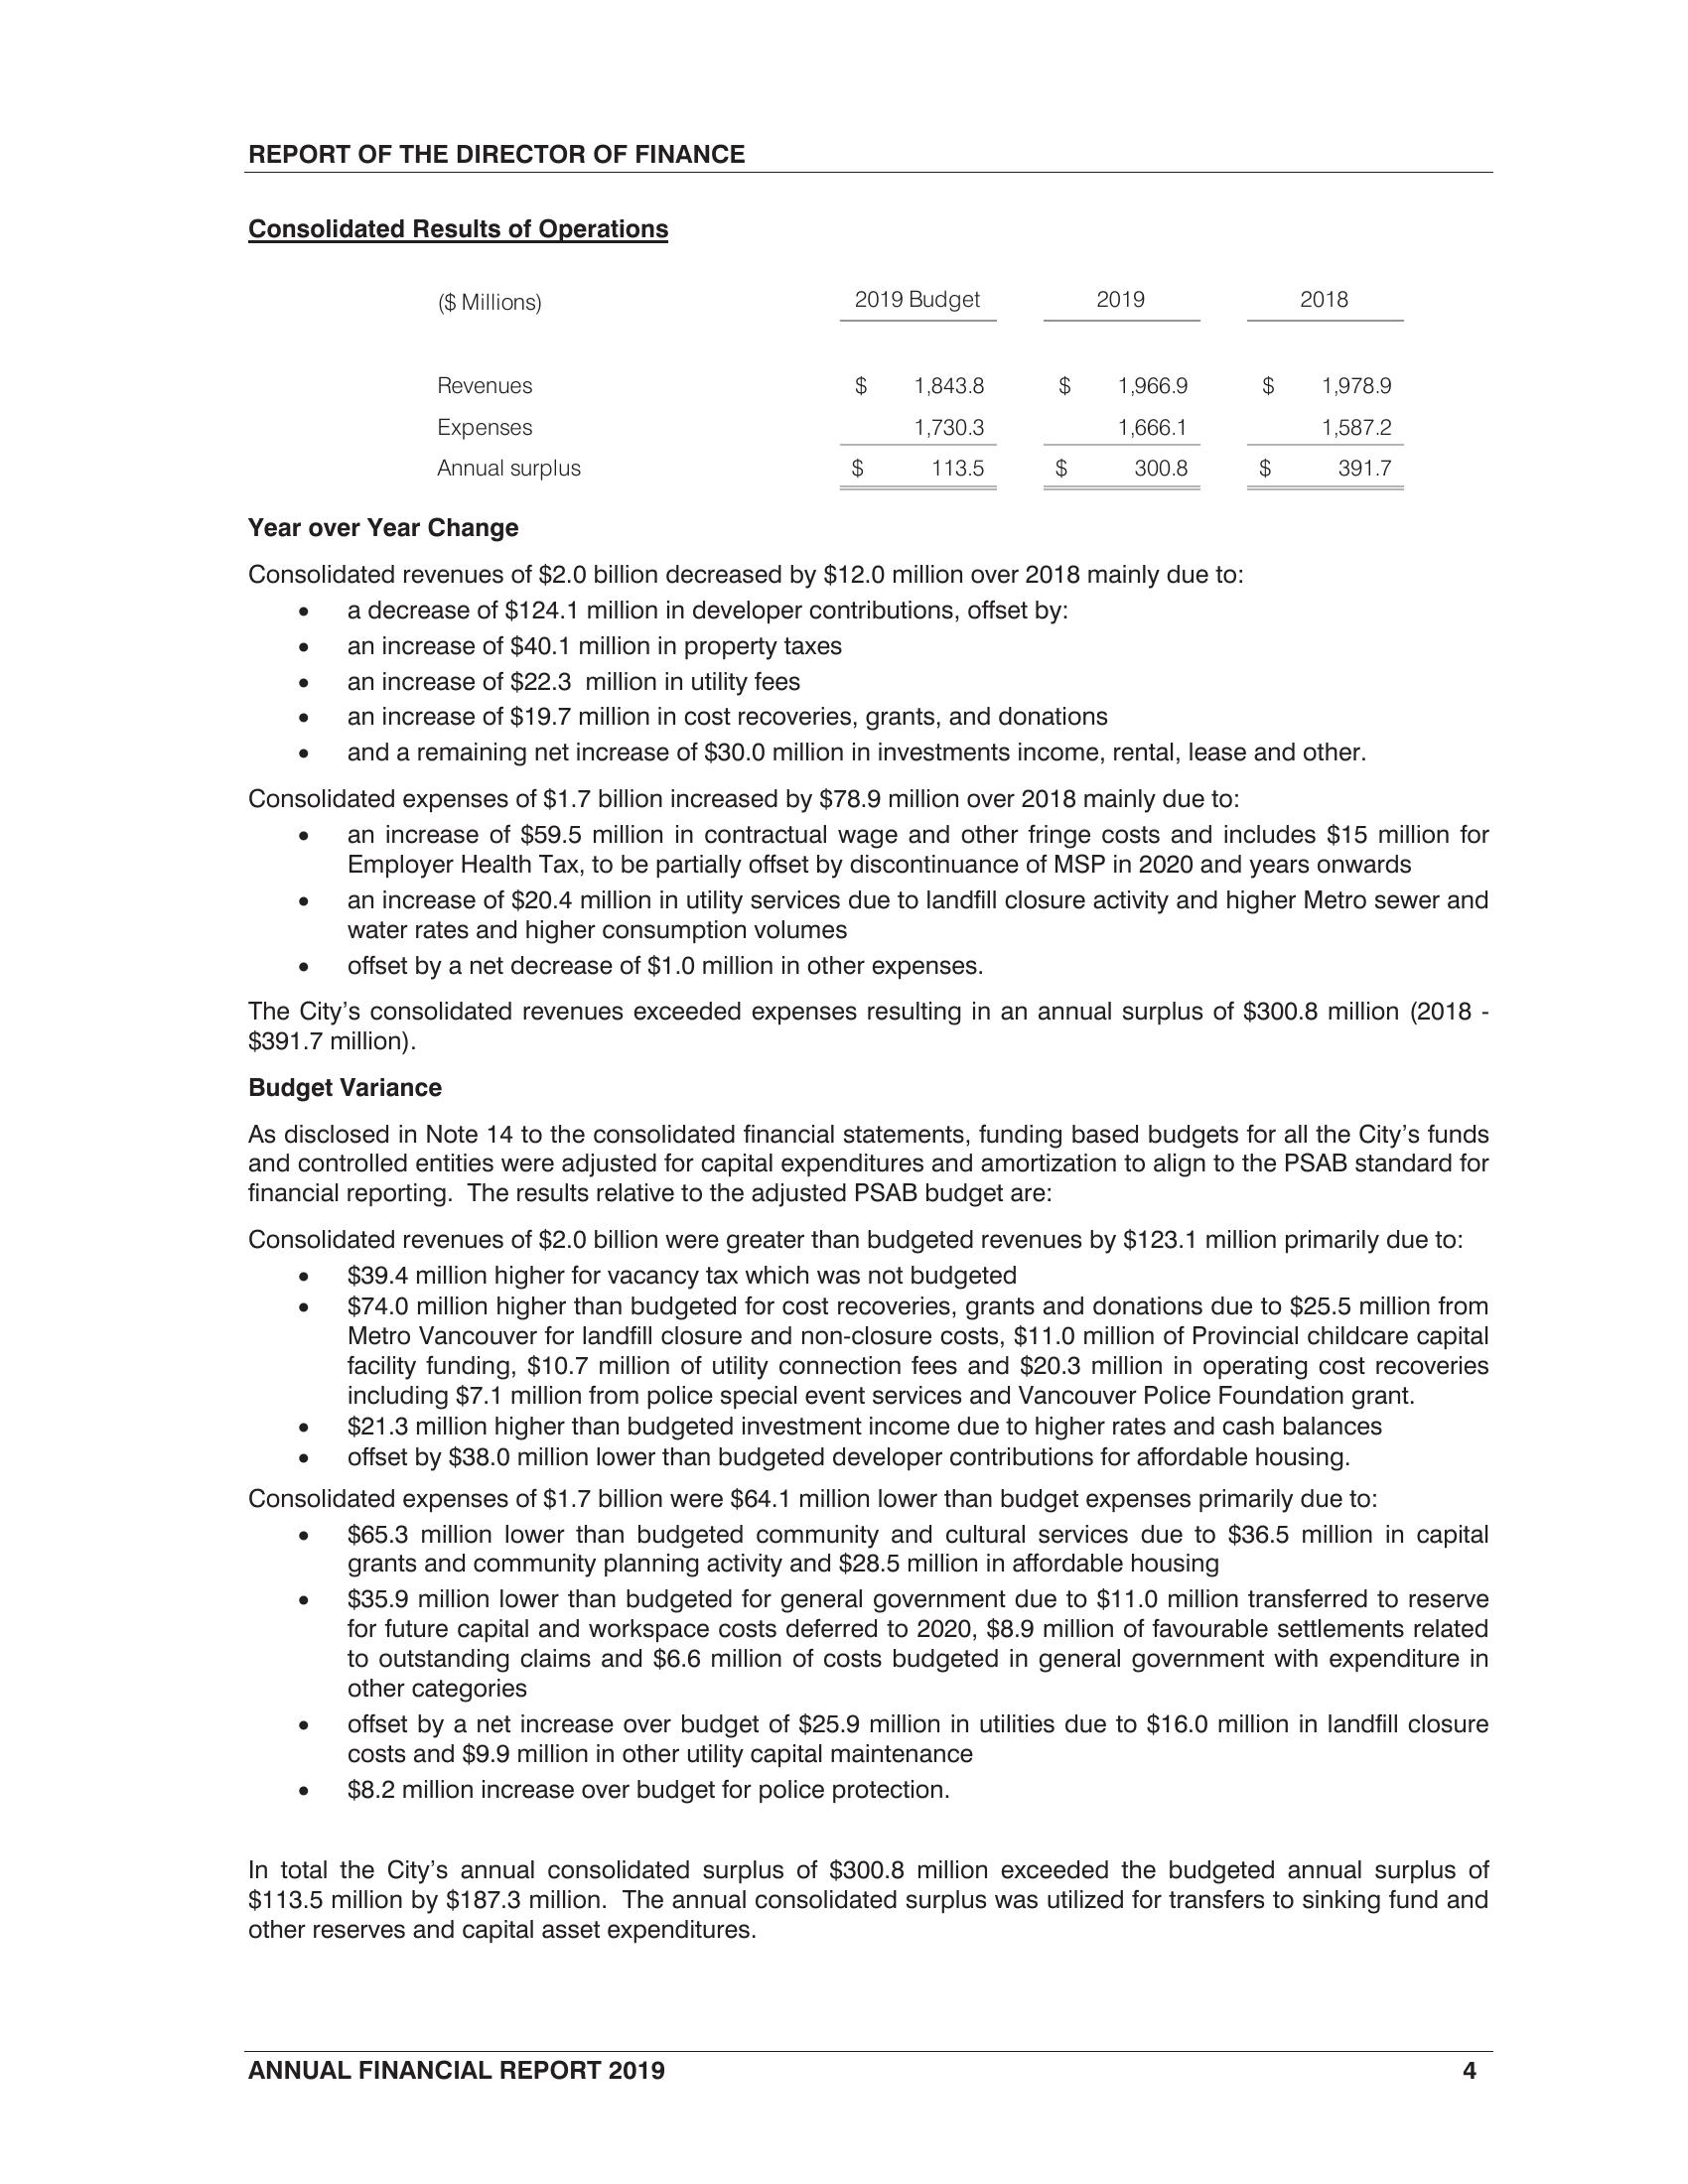 REPORT OF THE DIRECTOR OF FINANCE
Consolidated Results of Operations
($ Millions) 2019 Budget 2019 2018
Revenues $ 1,843.8 $ 1,966.9 $ 1,978.9
Expenses 1,730.3 1,666.1 1,587.2
Annual surplus $ 113.5 $ 300.8 $ 391.7
Year over Year Change
Consolidated revenues of $2.0 billion decreased by $12.0 million over 2018 mainly due to:
• a decrease of $124.1 million in developer contributions, offset by:
• an increase of $40.1 million in property taxes
• an increase of $22.3 million in utility fees
• an increase of $19.7 million in cost recoveries, grants, and donations
• and a remaining net increase of $30.0 million in investments income, rental, lease and other.
Consolidated expenses of $1.7 billion increased by $78.9 million over 2018 mainly due to:
• an increase of $59.5 million in contractual wage and other fringe costs and includes $15 million for
Employer Health Tax, to be partially offset by discontinuance of MSP in 2020 and years onwards
• an increase of $20.4 million in utility services due to landfill closure activity and higher Metro sewer and
water rates and higher consumption volumes
• offset by a net decrease of $1.0 million in other expenses.
The City's consolidated revenues exceeded expenses resulting in an annual surplus of $300.8 million (2018 -
$391.7 million).
Budget Variance
As disclosed in Note 14 to the consolidated financial statements, funding based budgets for all the City's funds
and controlled entities were adjusted for capital expenditures and amortization to align to the PSAB standard for
financial reporting. The results relative to the adjusted PSAB budget are:
Consolidated revenues of $2.0 billion were greater than budgeted revenues by $123.1 million primarily due to:
• $39.4 million higher for vacancy tax which was not budgeted
• $74.0 million higher than budgeted for cost recoveries, grants and donations due to $25.5 million from
Metro Vancouver for landfill closure and non-closure costs, $11.0 million of Provincial childcare capital
facility funding, $10.7 million of utility connection fees and $20.3 million in operating cost recoveries
including $7.1 million from police special event services and Vancouver Police Foundation grant.
• $21.3 million higher than budgeted investment income due to higher rates and cash balances
• offset by $38.0 million lower than budgeted developer contributions for affordable housing.
Consolidated expenses of $1.7 billion were $64.1 million lower than budget expenses primarily due to:
• $65.3 million lower than budgeted community and cultural services due to $36.5 million in capital
grants and community planning activity and $28.5 million in affordable housing
• $35.9 million lower than budgeted for general government due to $11.0 million transferred to reserve
for future capital and workspace costs deferred to 2020, $8.9 million of favourable settlements related
to outstanding claims and $6.6 million of costs budgeted in general government with expenditure in
other categories
• offset by a net increase over budget of $25.9 million in utilities due to $16.0 million in landfill closure
costs and $9.9 million in other utility capital maintenance
• $8.2 million increase over budget for police protection.
In total the City's annual consolidated surplus of $300.8 million exceeded the budgeted annual surplus of
$113.5 million by $187.3 million. The annual consolidated surplus was utilized for transfers to sinking fund and
other reserves and capital asset expenditures.
ANNUAL FINANCIAL REPORT 2019 4